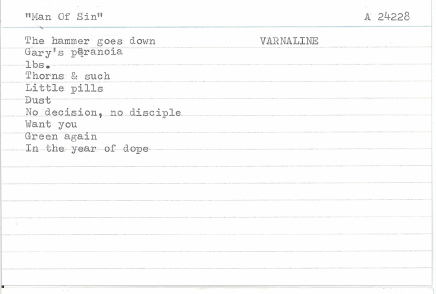 "Man Of Sin" A 24228
The hammer goes down VARNALINE
Gary's paranoia
lbs.
Thorns & such
Little pills
Dust
No decision, no disciple
Want you
Green again
In the year of dope